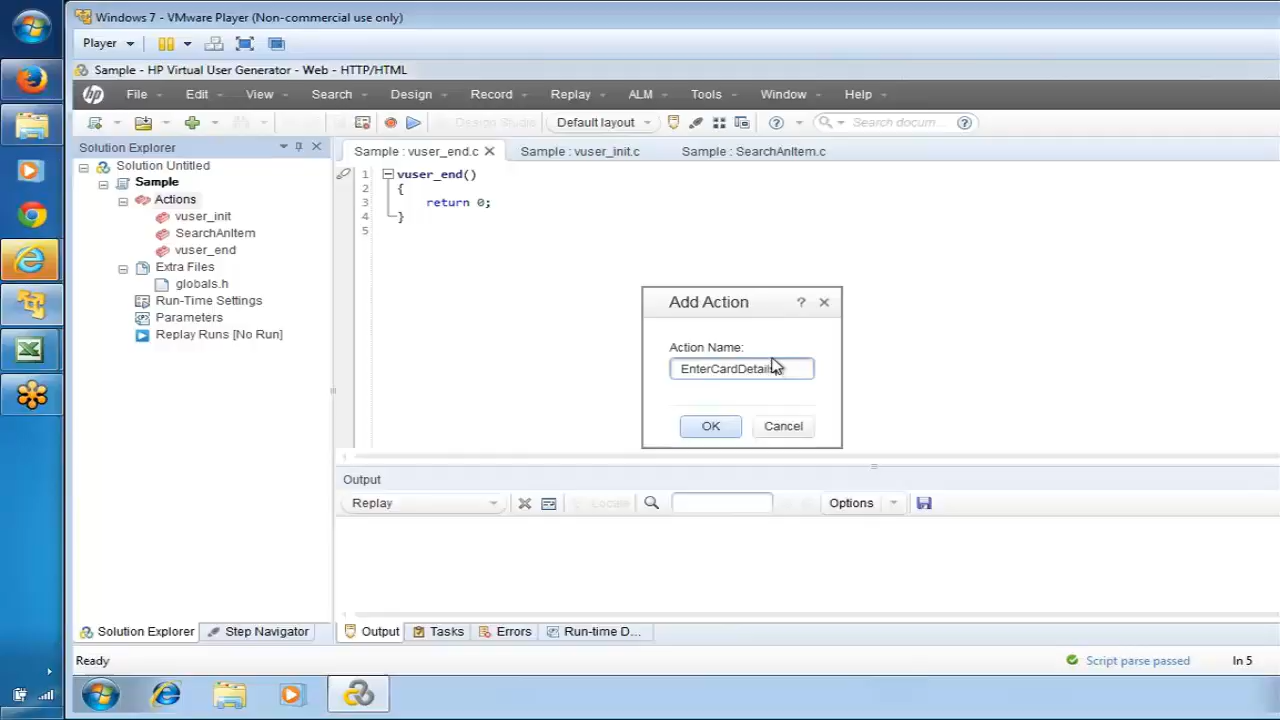 Windows 7 - VMware Player (Non-commercial use only)
Player
Sample - HP Virtual User Generator - Web - HTTP/HTML
hp File Edit View Search Design Record Replay ALM Tools Window Help
Design Studio Default layout Search docum...
Solution Explorer
Sample : vuser_end.c Sample : vuser_init.c Sample : SearchAnItem.c
Solution Untitled
Sample
Actions
vuser_init
SearchAnItem
vuser_end
Extra Files
globals.h
Run-Time Settings
Parameters
Replay Runs [No Run]
1 vuser_end()
2 {
3 return 0;
4 }
5
Add Action ?
Action Name:
OK Cancel
Output
Replay Locate Options
Solution Explorer Step Navigator Output Tasks Errors Run-time D...
Ready Script parse passed ln 5